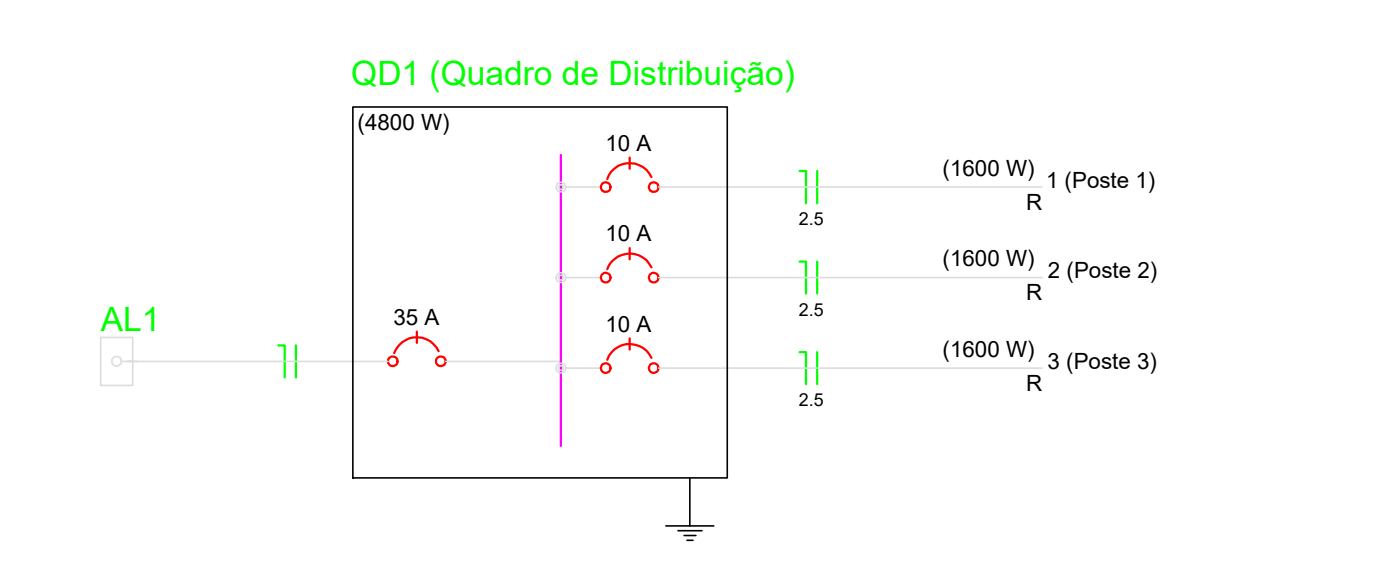 QD1 (Quadro de Distribuição)
(4800 W)
10 A
(1600 W)
1 (Poste 1)
R
2.5
10 A
(1600 W)
2 (Poste 2)
R
2.5
AL1
35 A
10 A
(1600 W)
3 (Poste 3)
R
2.5